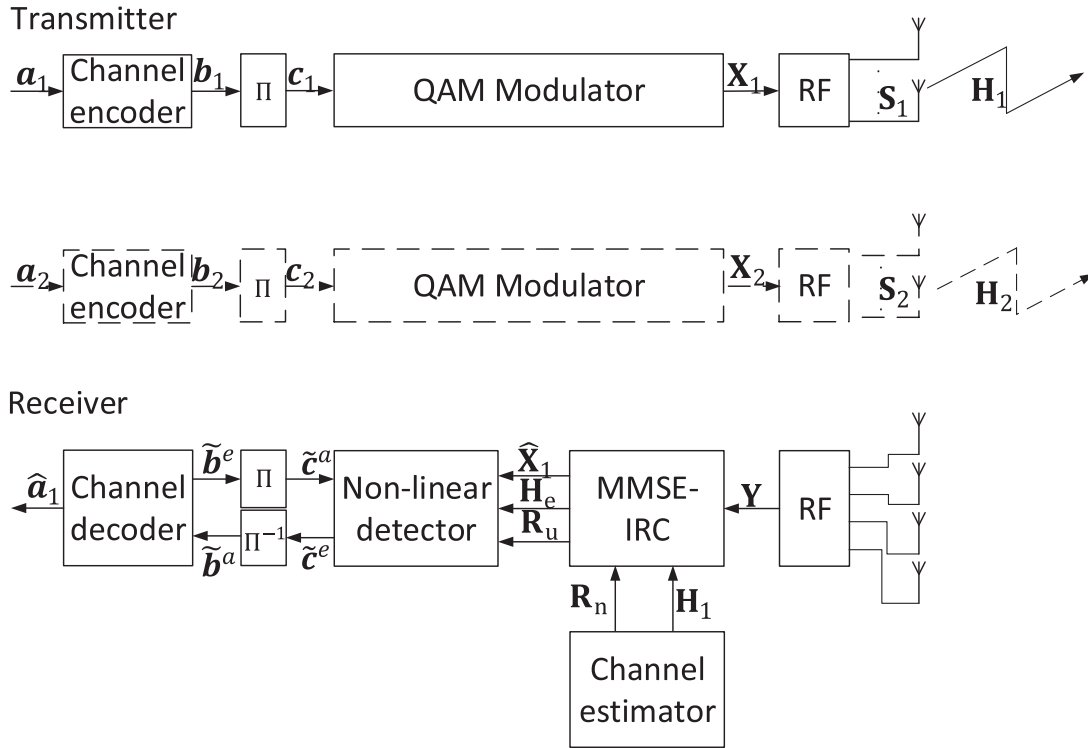 Transmitter
a₁ Channel encoder b₁ Π c₁ QAM Modulator X₁ RF S₁ H₁
a₂ Channel encoder b₂ Π c₂ QAM Modulator X₂ RF S₂ H₂
Receiver
â₁ Channel decoder b̃ᵉ Π c̃ᵃ Non-linear detector X̂₁ MMSE-IRC Y RF
b̃ᵃ Π⁻¹ c̃ᵉ Hₑ
Rᵤ
Rₙ H₁
Channel
estimator